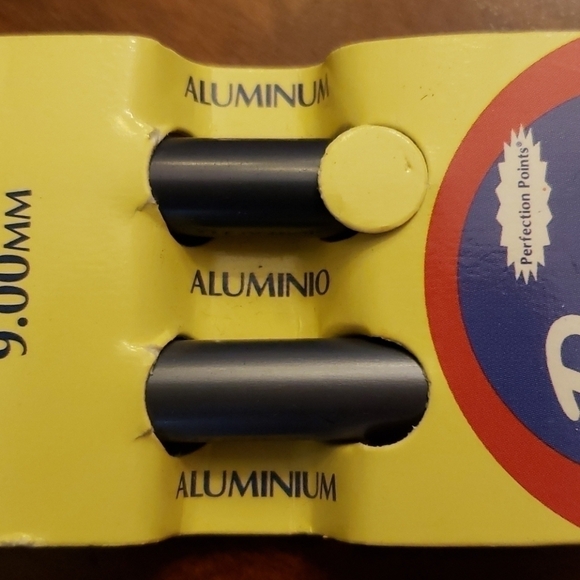 ALUMINUM
9.00MM
Perfection Points®
ALUMINIO
ALUMINIUM